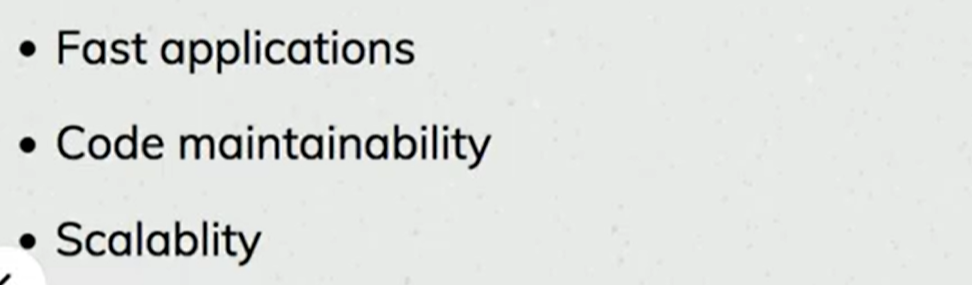 • Fast applications
• Code maintainability
• Scalablity